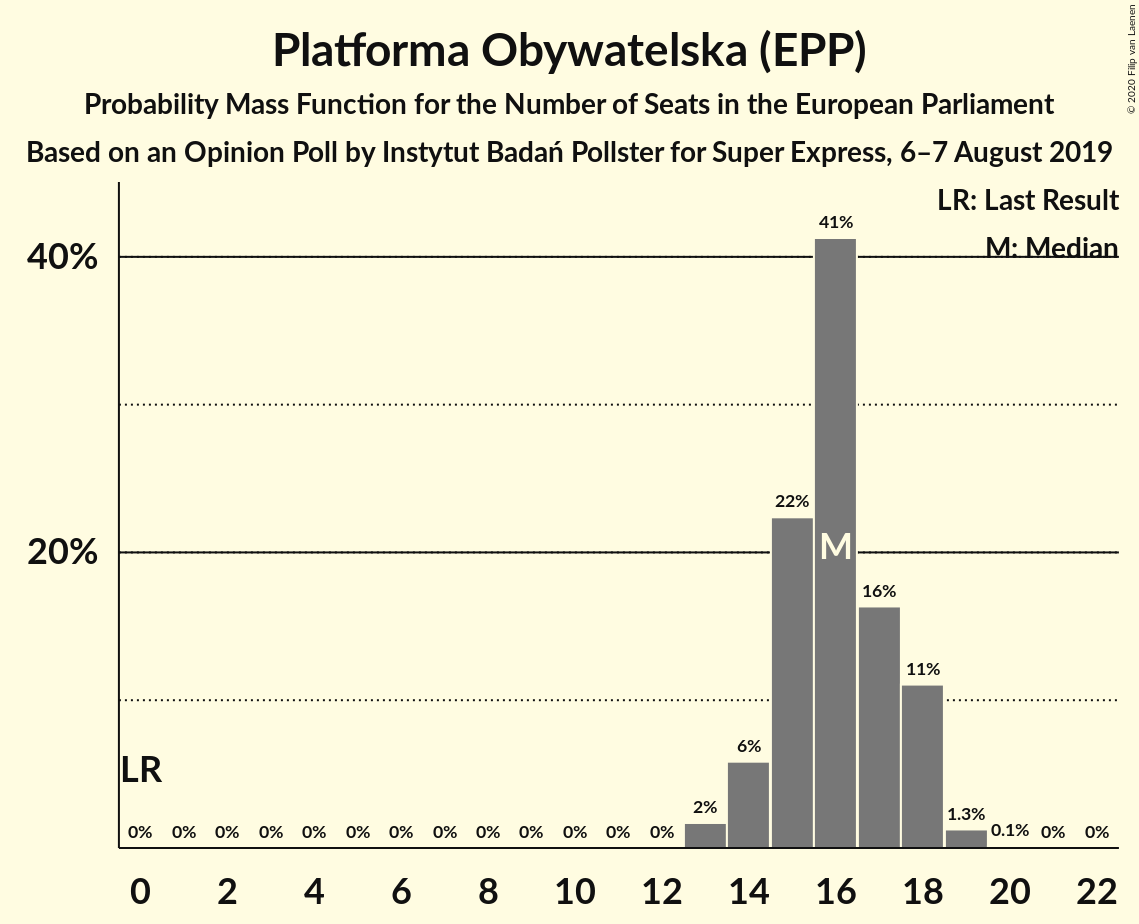 Platforma Obywatelska (EPP)
Probability Mass Function for the Number of Seats in the European Parliament
Based on an Opinion Poll by Instytut Badań Pollster for Super Express, 6–7 August 2019
© 2020 Filip van Laenen
LR: Last Result
M: Median
40%
20%
41%
22%
M
16%
11%
6%
LR
2%
1.3%
0.1%
0% 0% 0% 0% 0% 0% 0% 0% 0% 0% 0% 0% 0% 0% 0%
0 2 4 6 8 10 12 14 16 18 20 22